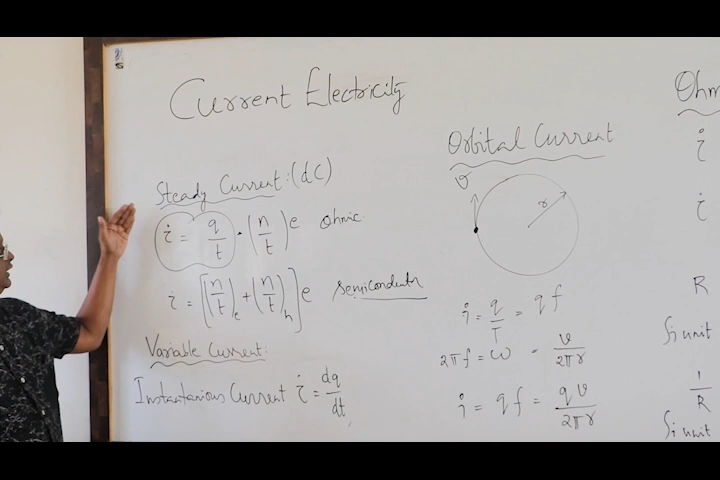 Current Electricity
Steady Current: (dC)
i = q/t · (n/t) e Ohmic
i = [(n/t)e + (n/t)h] e Semiconductor
Variable Current:
Instantanious Current i = dq/dt
Orbital Current
v
r
i = q/T = qf
2πf = ω = v/2πr
i = qf = qv/2πr
Ohm
i
i
R
Si unit
1/R
Si unit